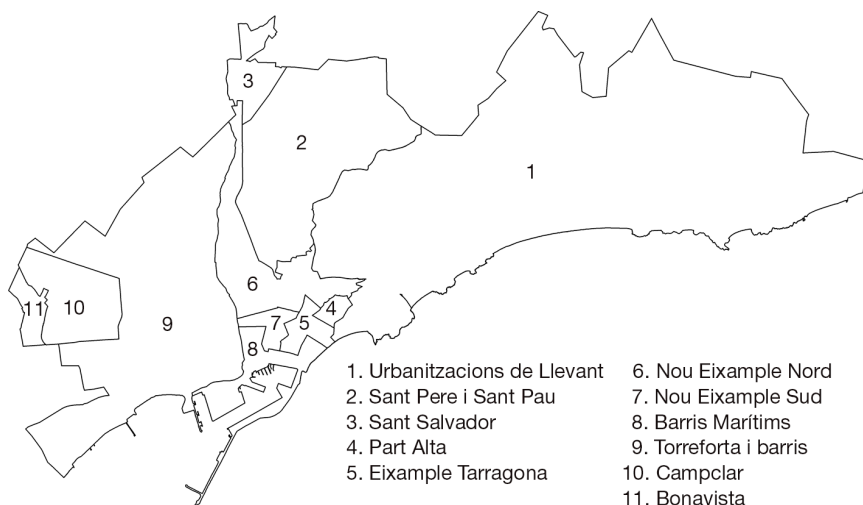 3
2
1
6
11
10
9
7
5
4
8
1. Urbanitzacions de Llevant
2. Sant Pere i Sant Pau
3. Sant Salvador
4. Part Alta
5. Eixample Tarragona
6. Nou Eixample Nord
7. Nou Eixample Sud
8. Barris Marítims
9. Torreforta i barris
10. Campclar
11. Bonavista